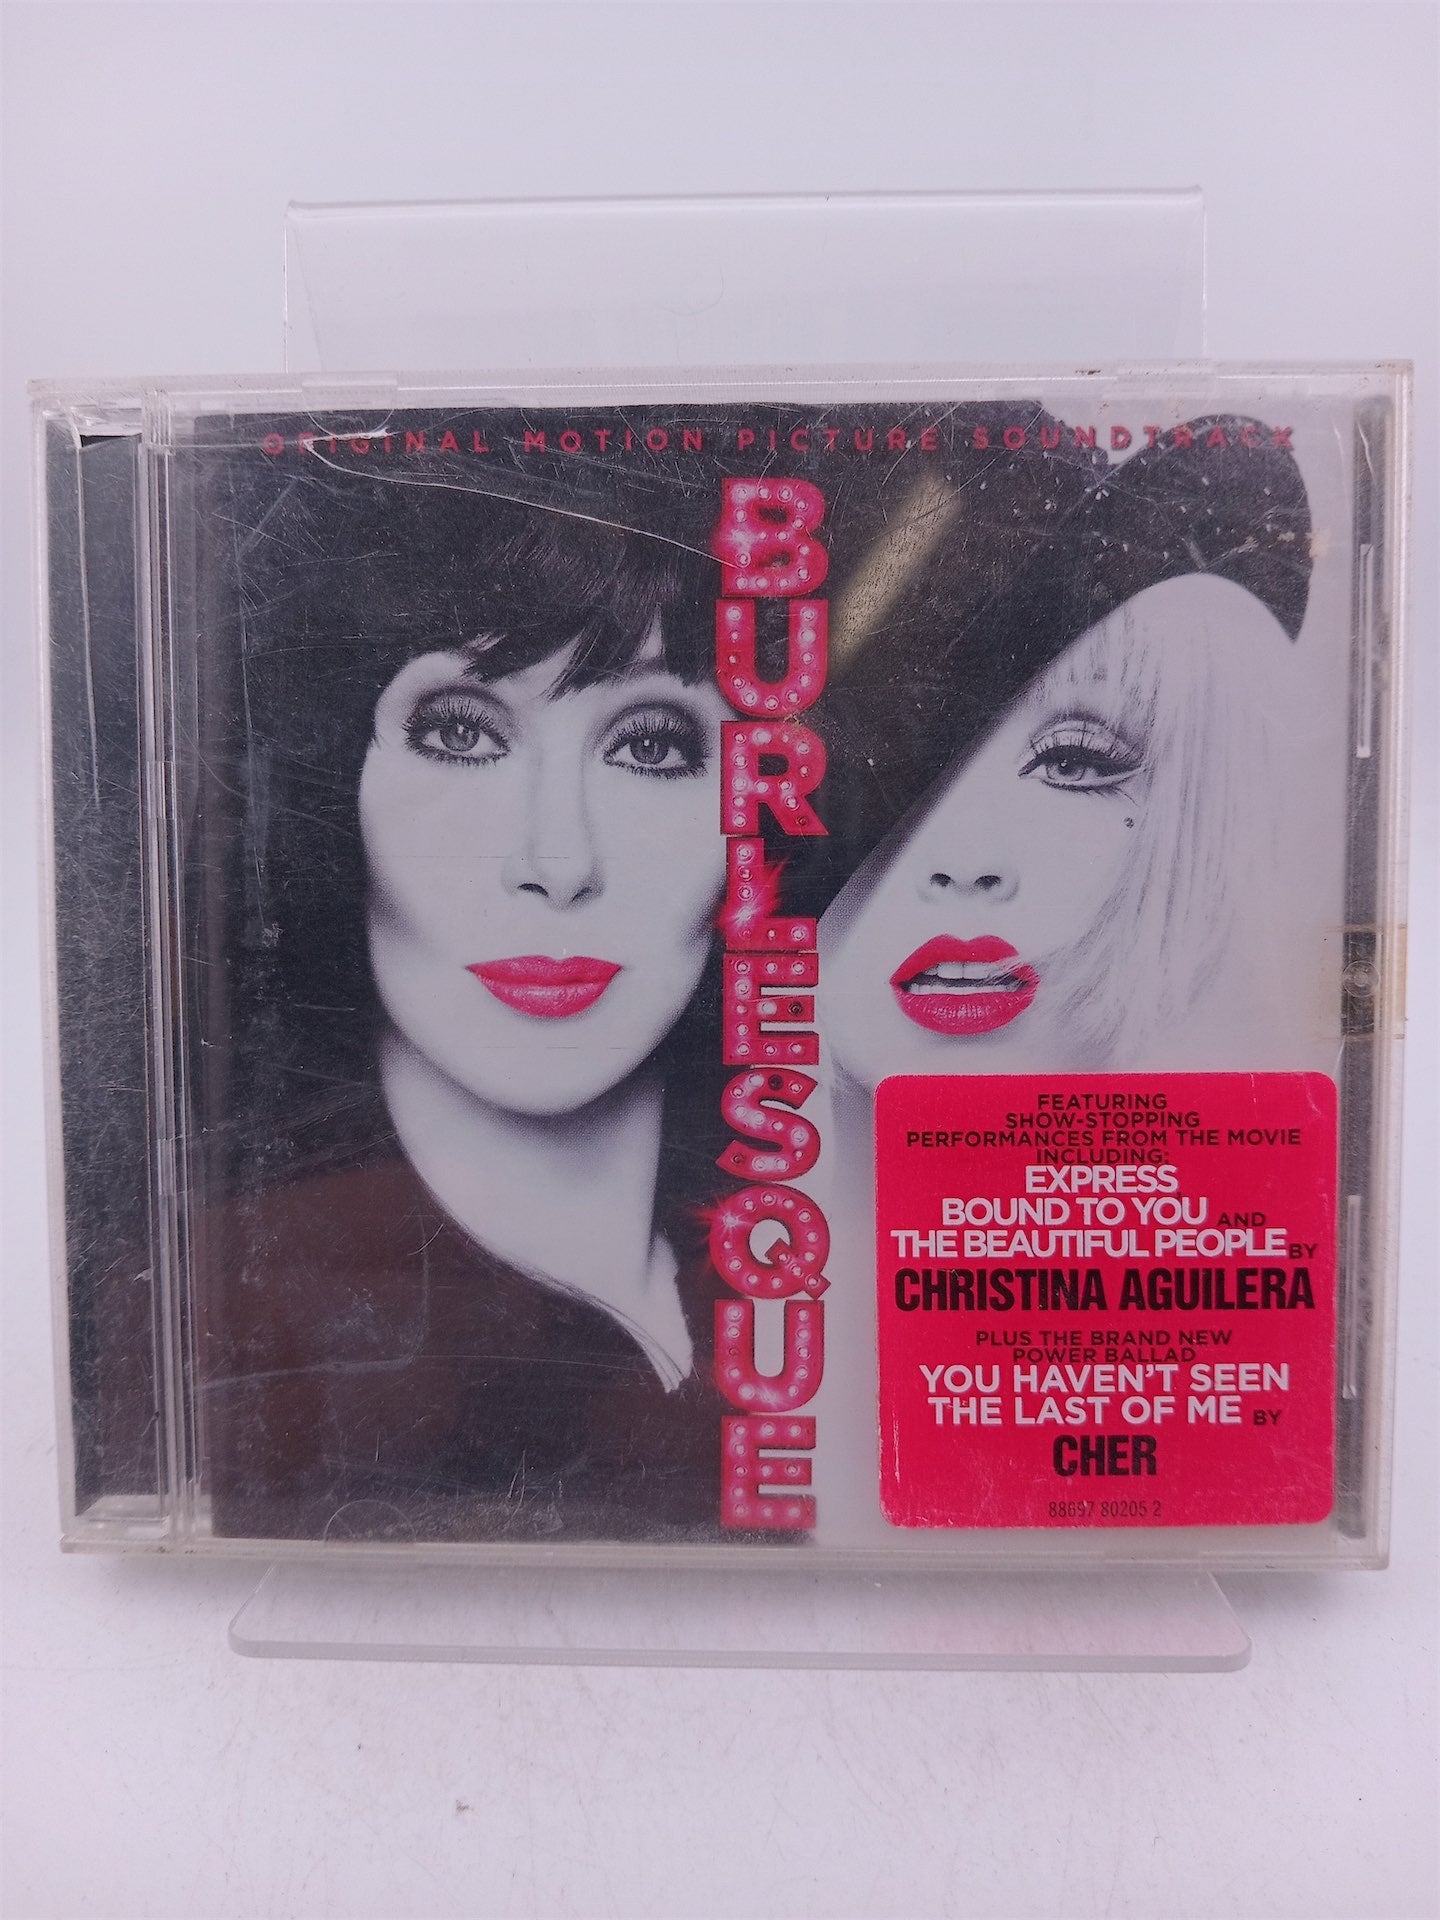 ORIGINAL MOTION PICTURE SOUNDTRACK
BURLESQUE
FEATURING
SHOW-STOPPING
PERFORMANCES FROM THE MOVIE
INCLUDING:
EXPRESS
BOUND TO YOU AND
THE BEAUTIFUL PEOPLE BY
CHRISTINA AGUILERA
PLUS THE BRAND NEW
POWER BALLAD
YOU HAVEN'T SEEN
THE LAST OF ME BY
CHER
88697 80205 2